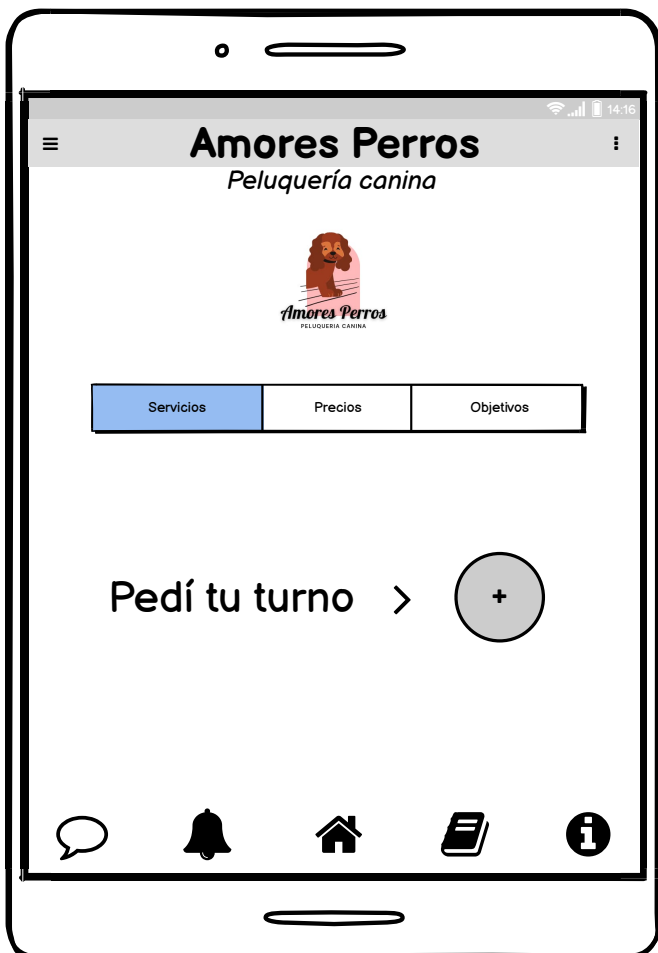 14:16
Amores Perros
Peluquería canina
Amores Perros
PELUQUERIA CANINA
Servicios
Precios
Objetivos
Pedí tu turno >
+